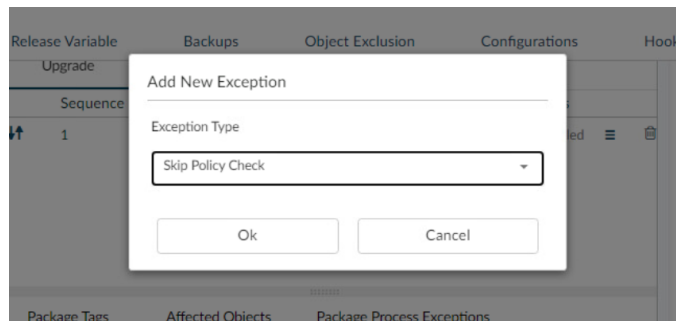 Release Variable Backups Object Exclusion Configurations Hook
Upgrade
Add New Exception
Sequence
Exception Type
1
Skip Policy Check
Ok Cancel
Package Tags Affected Objects Package Process Exceptions